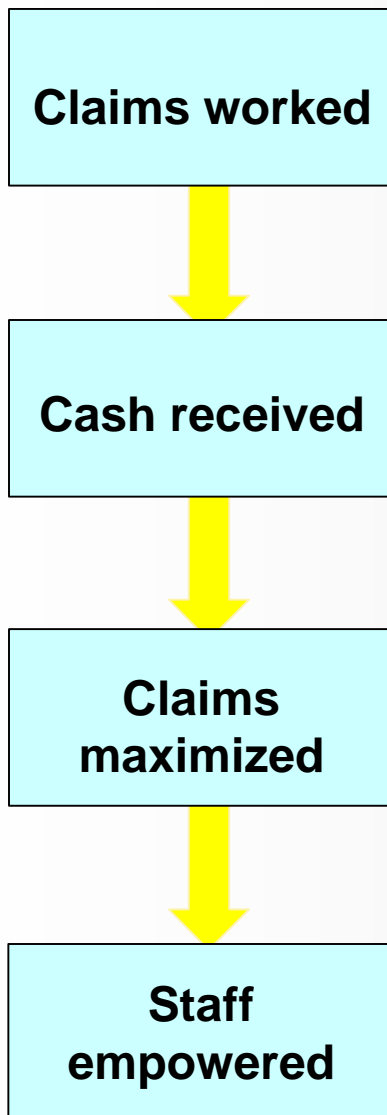 Claims worked
Cash received
Claims
maximized
Staff
empowered